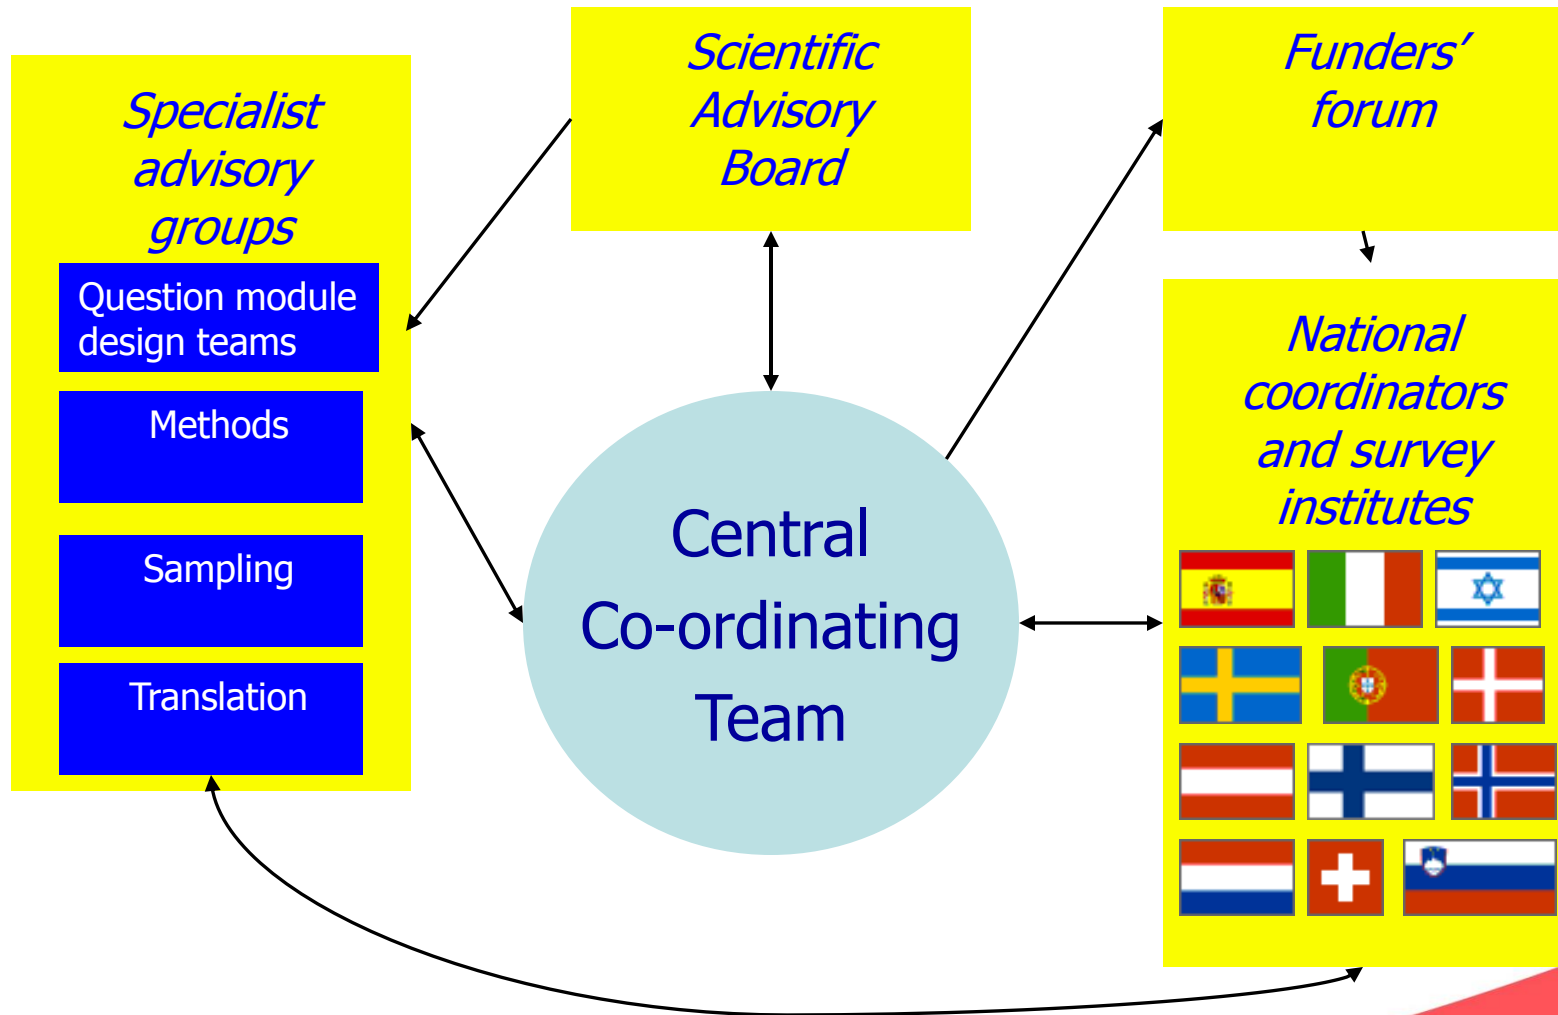 Specialist
advisory
groups
Question module
design teams
Methods
Sampling
Translation
Scientific
Advisory
Board
Central
Co-ordinating
Team
Funders’
forum
National
coordinators
and survey
institutes